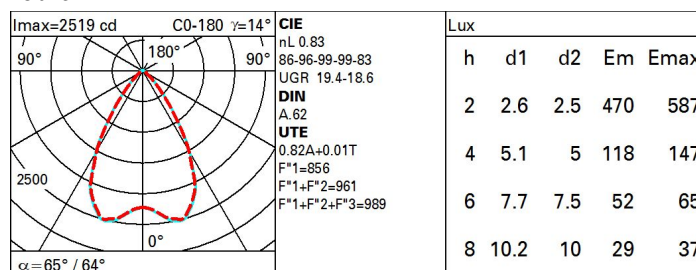 Imax=2519 cd C0-180 γ=14°
90° 180° 90°
2500
0°
α=65° / 64°
CIE
nL 0.83
86-96-99-99-83
UGR 19.4-18.6
DIN
A.62
UTE
0.82A+0.01T
F"1=856
F"1+F"2=961
F"1+F"2+F"3=989
Lux
h d1 d2 Em Emax
2 2.6 2.5 470 587
4 5.1 5 118 147
6 7.7 7.5 52 65
8 10.2 10 29 37